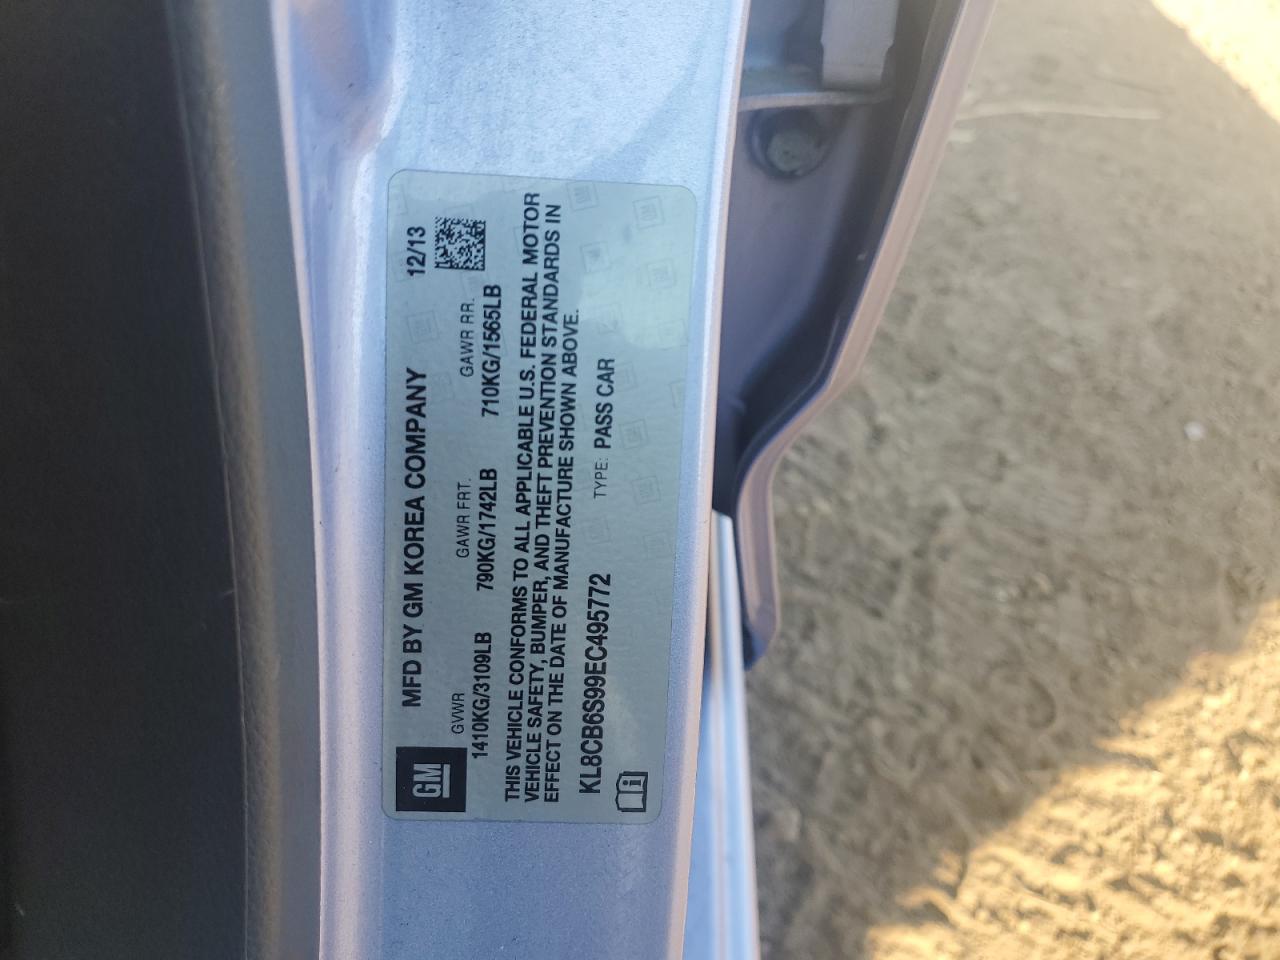 GM
MFD BY GM KOREA COMPANY 12/13
GVWR GAWR FRT. GAWR RR.
1410KG/3109LB 790KG/1742LB 710KG/1565LB
THIS VEHICLE CONFORMS TO ALL APPLICABLE U.S. FEDERAL MOTOR
VEHICLE SAFETY, BUMPER, AND THEFT PREVENTION STANDARDS IN
EFFECT ON THE DATE OF MANUFACTURE SHOWN ABOVE.
KL8CB6S99EC495772 TYPE: PASS CAR